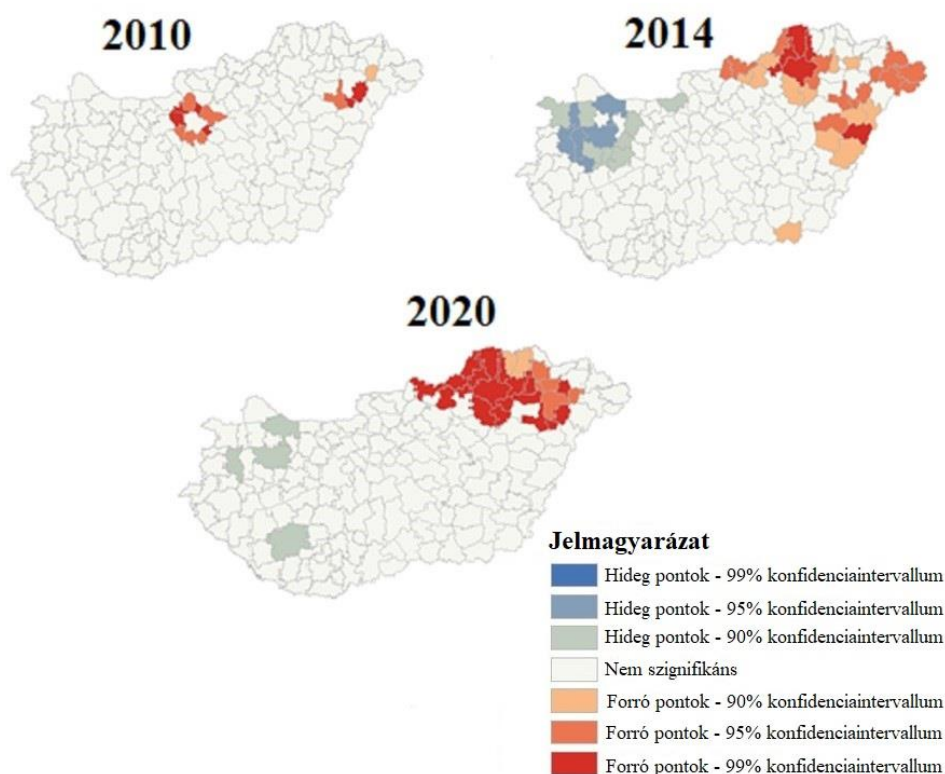 2010
2014
2020
Jelmagyarázat
Hideg pontok - 99% konfidenciaintervallum
Hideg pontok - 95% konfidenciaintervallum
Hideg pontok - 90% konfidenciaintervallum
Nem szignifikáns
Forró pontok - 90% konfidenciaintervallum
Forró pontok - 95% konfidenciaintervallum
Forró pontok - 99% konfidenciaintervallum